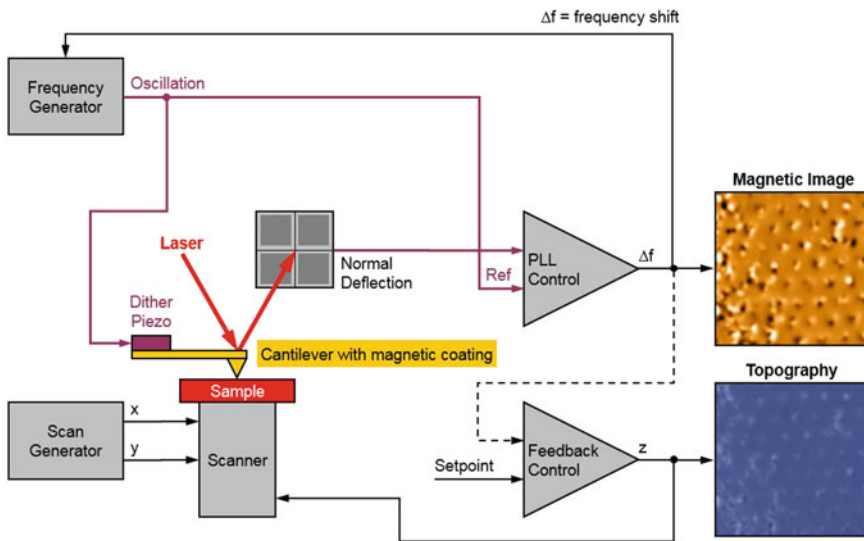 Δf = frequency shift
Frequency
Generator
Oscillation
Magnetic Image
Laser
Normal
Deflection
Ref
PLL
Control
Δf
Dither
Piezo
Cantilever with magnetic coating
Topography
Sample
Scan
Generator
x
y
Scanner
Setpoint
Feedback
Control
z